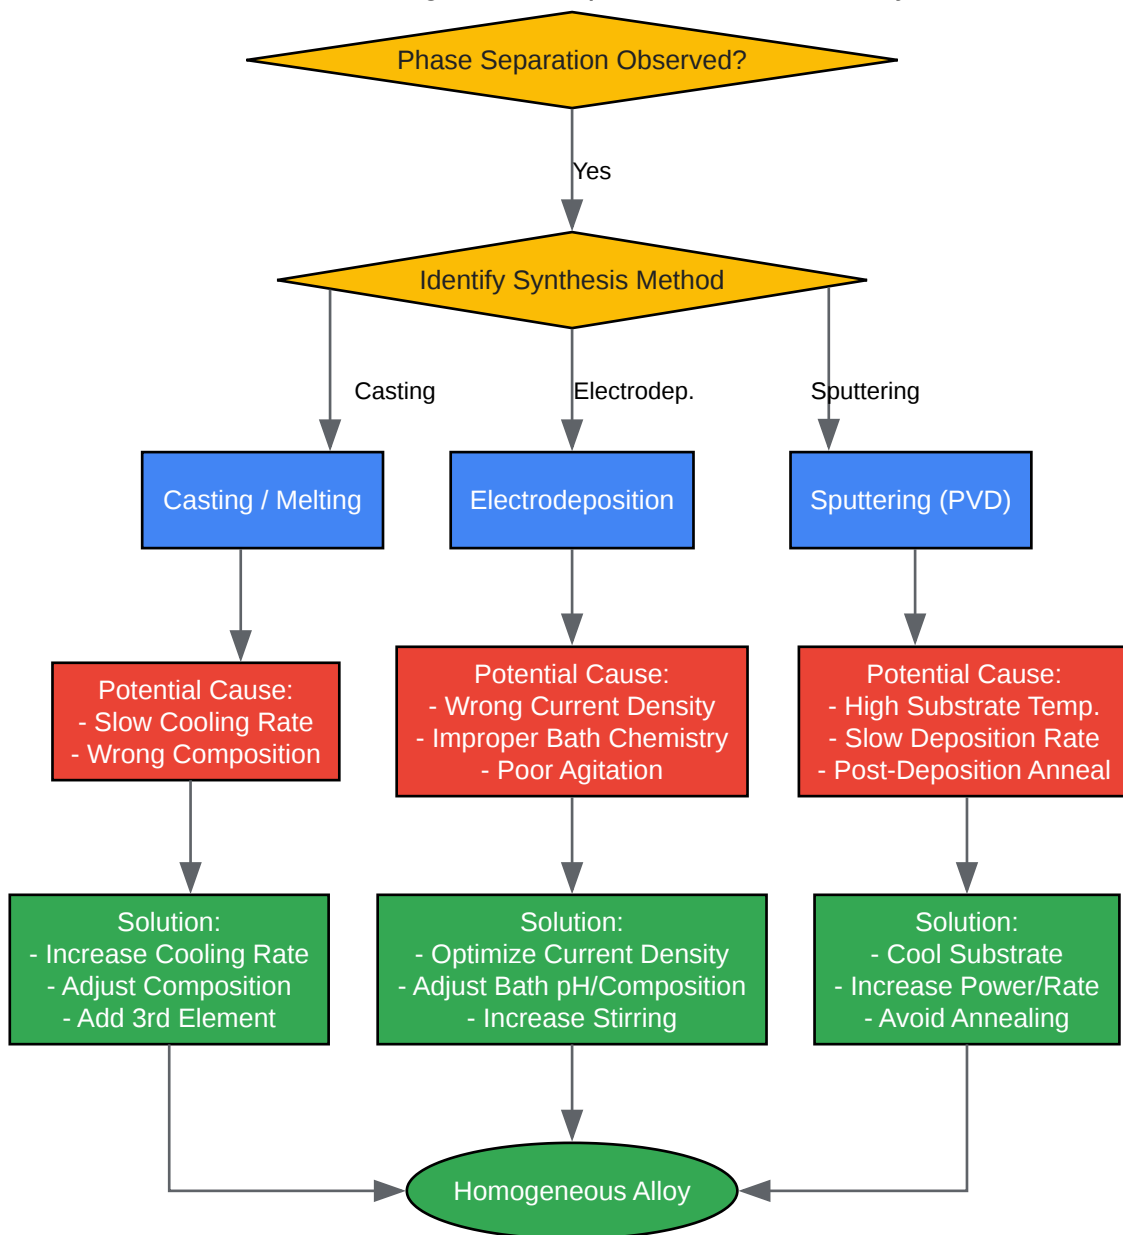 Phase Separation Observed?
Yes
Identify Synthesis Method
Casting
Electrodep.
Sputtering
Casting / Melting
Electrodeposition
Sputtering (PVD)
Potential Cause:
- Slow Cooling Rate
- Wrong Composition
Potential Cause:
- Wrong Current Density
- Improper Bath Chemistry
- Poor Agitation
Potential Cause:
- High Substrate Temp.
- Slow Deposition Rate
- Post-Deposition Anneal
Solution:
- Increase Cooling Rate
- Adjust Composition
- Add 3rd Element
Solution:
- Optimize Current Density
- Adjust Bath pH/Composition
- Increase Stirring
Solution:
- Cool Substrate
- Increase Power/Rate
- Avoid Annealing
Homogeneous Alloy